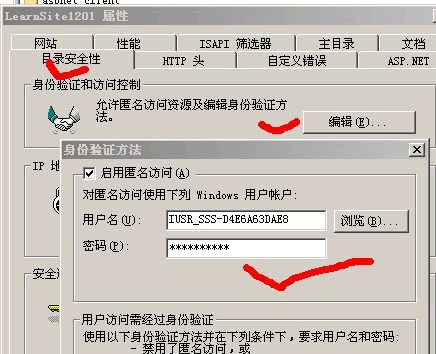 aspnet_client
LearnSite1201 属性
网站 性能 ISAPI 筛选器 主目录 文档
目录安全性 HTTP 头 自定义错误 ASP.NET
身份验证和访问控制
允许匿名访问资源及编辑身份验证方
法。
编辑(E)...
身份验证方法
IP 地
启用匿名访问(A)
对匿名访问使用下列 Windows 用户帐户:
用户名(U): IUSR_SSS-D4E6A63DAE8 浏览(B)...
密码(P): **********
安全
用户访问需经过身份验证
使用以下身份验证方法并在下列条件下,要求用户名和密码:
- 禁用了匿名访问,或